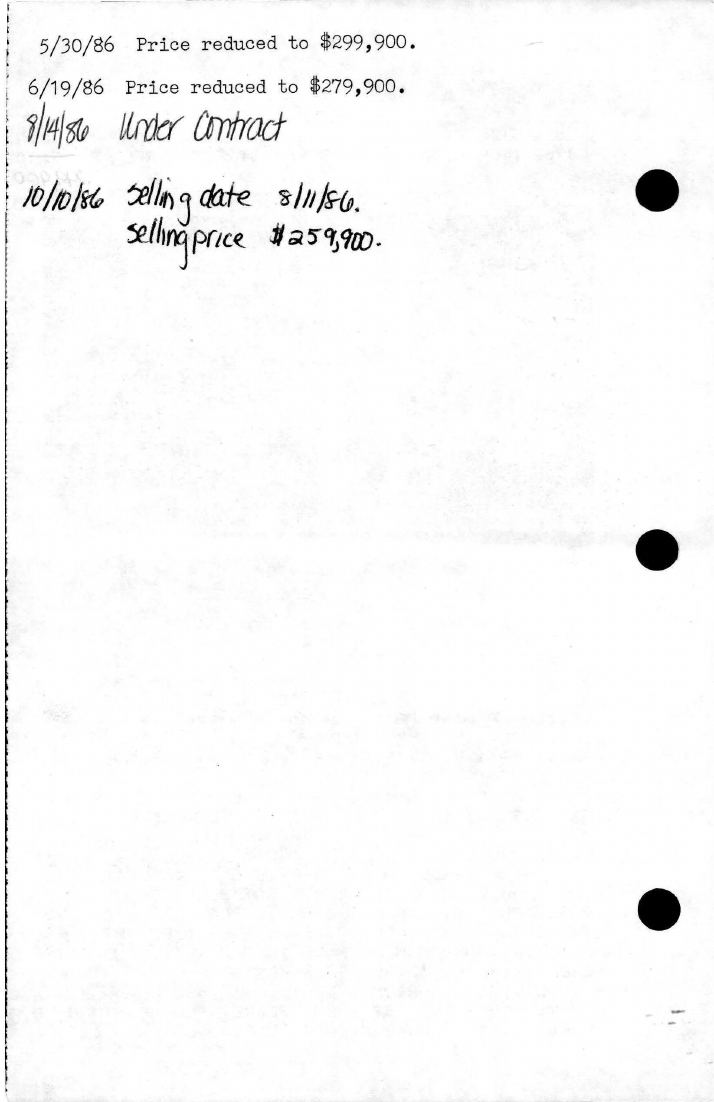 5/30/86 Price reduced to $299,900.
6/19/86 Price reduced to $279,900.
8/14/86 Under Contract
10/10/86 selling date 8/11/86.
selling price $259,900.